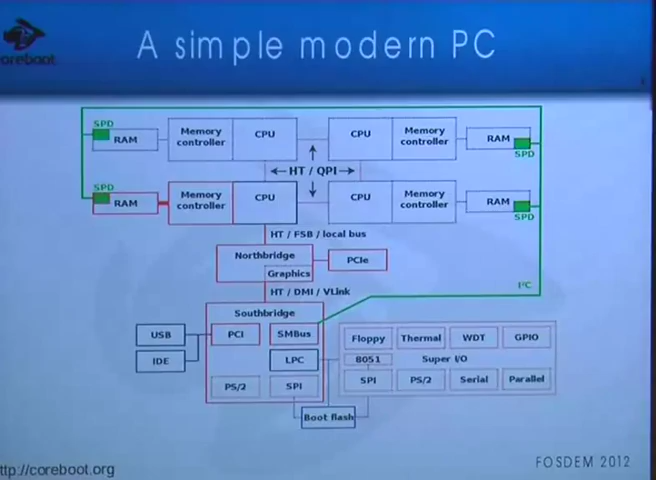 coreboot
A simple modern PC
SPD
RAM
Memory controller
CPU
CPU
Memory controller
RAM
SPD
HT / QPI
SPD
RAM
Memory controller
CPU
CPU
Memory controller
RAM
SPD
HT / FSB / local bus
Northbridge
Graphics
PCIe
HT / DMI / VLink
I²C
Southbridge
USB
PCI
SMBus
Floppy
Thermal
WDT
GPIO
IDE
LPC
8051
Super I/O
PS/2
SPI
SPI
PS/2
Serial
Parallel
Boot flash
ttp://coreboot.org
FOSDEM 2012